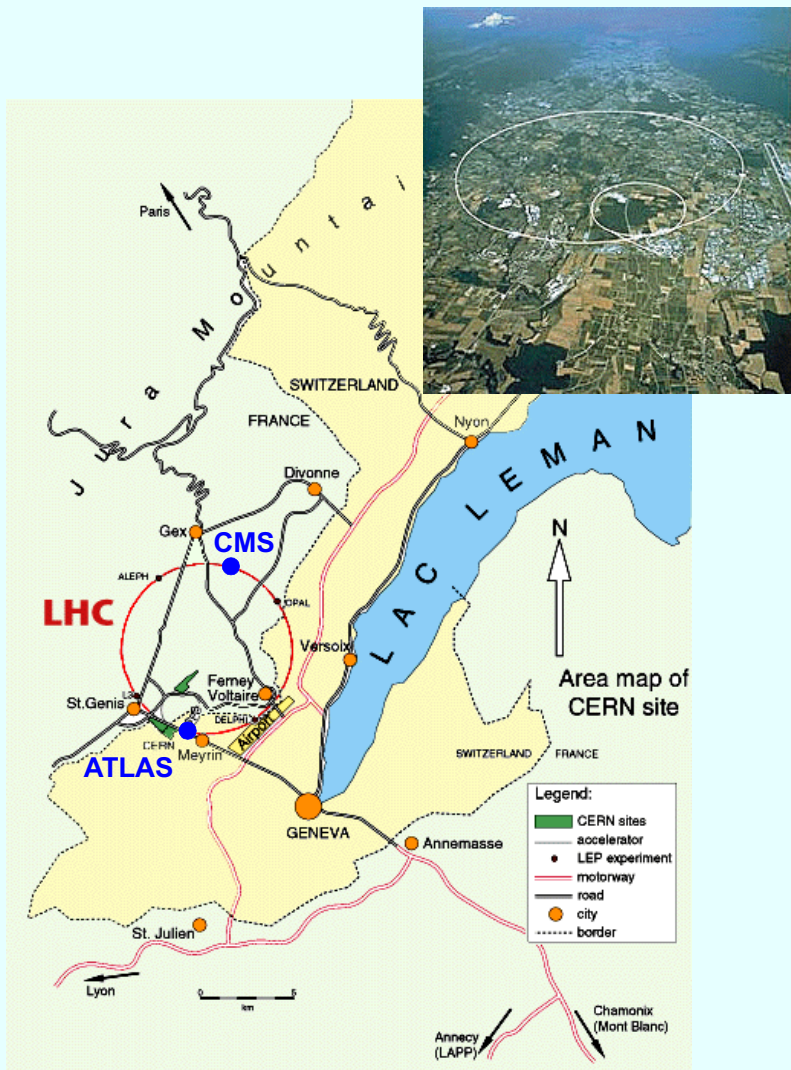 Paris
Jura Mountai
SWITZERLAND
FRANCE
Nyon
LAC LEMAN
Divonne
Gex
CMS
ALEPH
OPAL
LHC
N
Versoix
Area map of
CERN site
L3
St.Genis
Ferney
Voltaire
DELPHI
Airport
CERN
Meyrin
ATLAS
SWITZERLAND
FRANCE
GENEVA
Annemasse
Legend:
CERN sites
accelerator
LEP experiment
motorway
road
city
border
St. Julien
Lyon
0
5
km
Chamonix
(Mont Blanc)
Annecy
(LAPP)